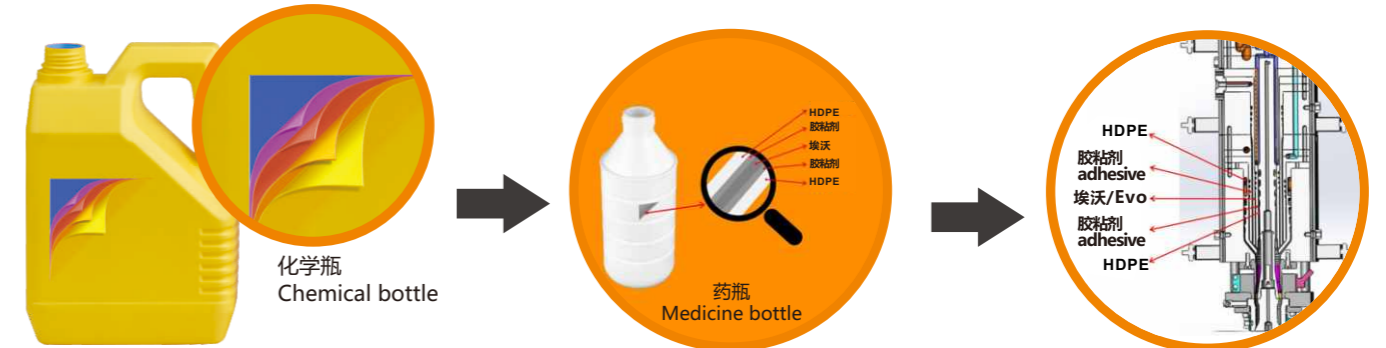 化学瓶
Chemical bottle
HDPE
胶粘剂
埃沃
胶粘剂
HDPE
药瓶
Medicine bottle
HDPE
胶粘剂
adhesive
埃沃/Evo
胶粘剂
adhesive
HDPE